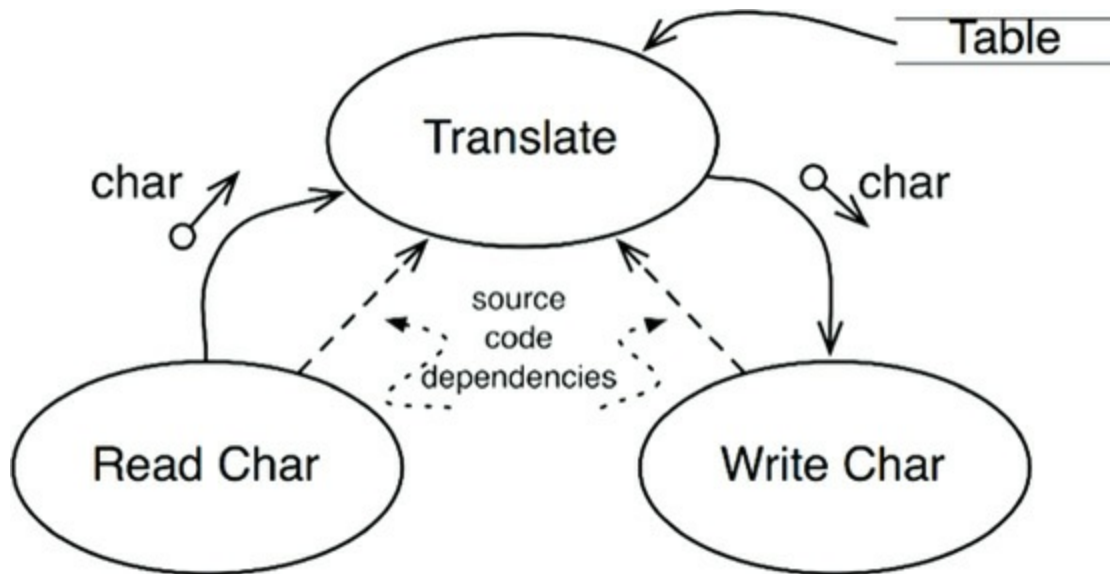 Table
Translate
char
char
source
code
dependencies
Read Char
Write Char